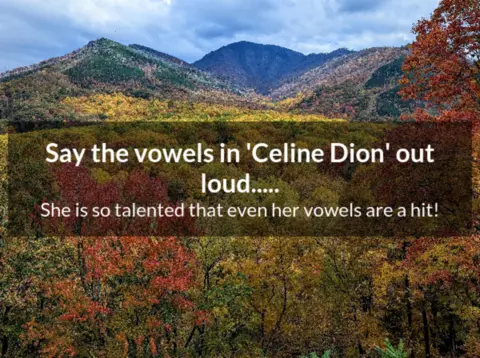 Say the vowels in 'Celine Dion' out
loud.....
She is so talented that even her vowels are a hit!